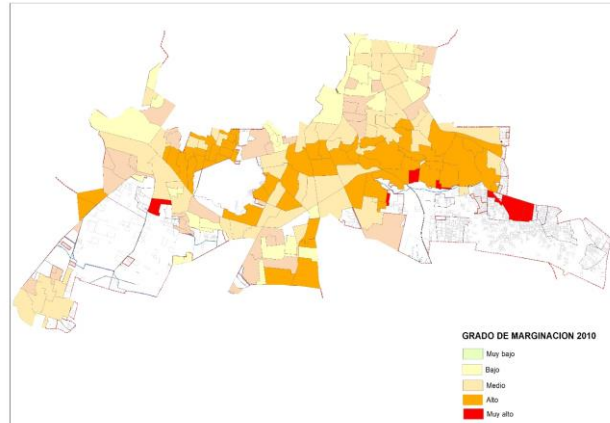 GRADO DE MARGINACION 2010
Muy bajo
Bajo
Medio
Alto
Muy alto